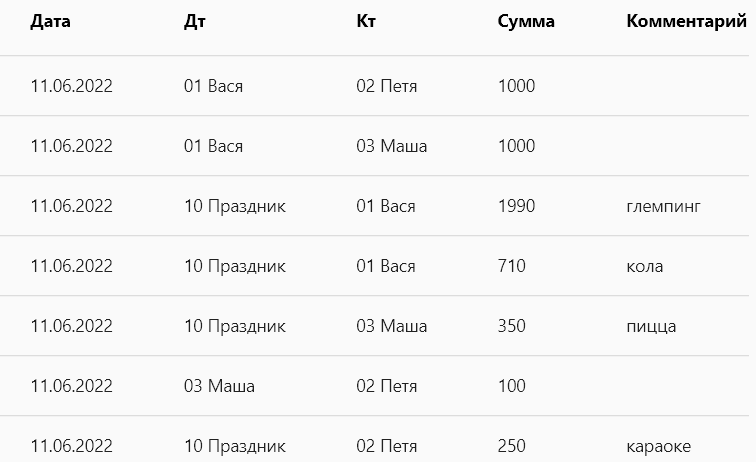 Дата Дт Кт Сумма Комментарий
11.06.2022 01 Вася 02 Петя 1000
11.06.2022 01 Вася 03 Маша 1000
11.06.2022 10 Праздник 01 Вася 1990 глемпинг
11.06.2022 10 Праздник 01 Вася 710 кола
11.06.2022 10 Праздник 03 Маша 350 пицца
11.06.2022 03 Маша 02 Петя 100
11.06.2022 10 Праздник 02 Петя 250 караоке